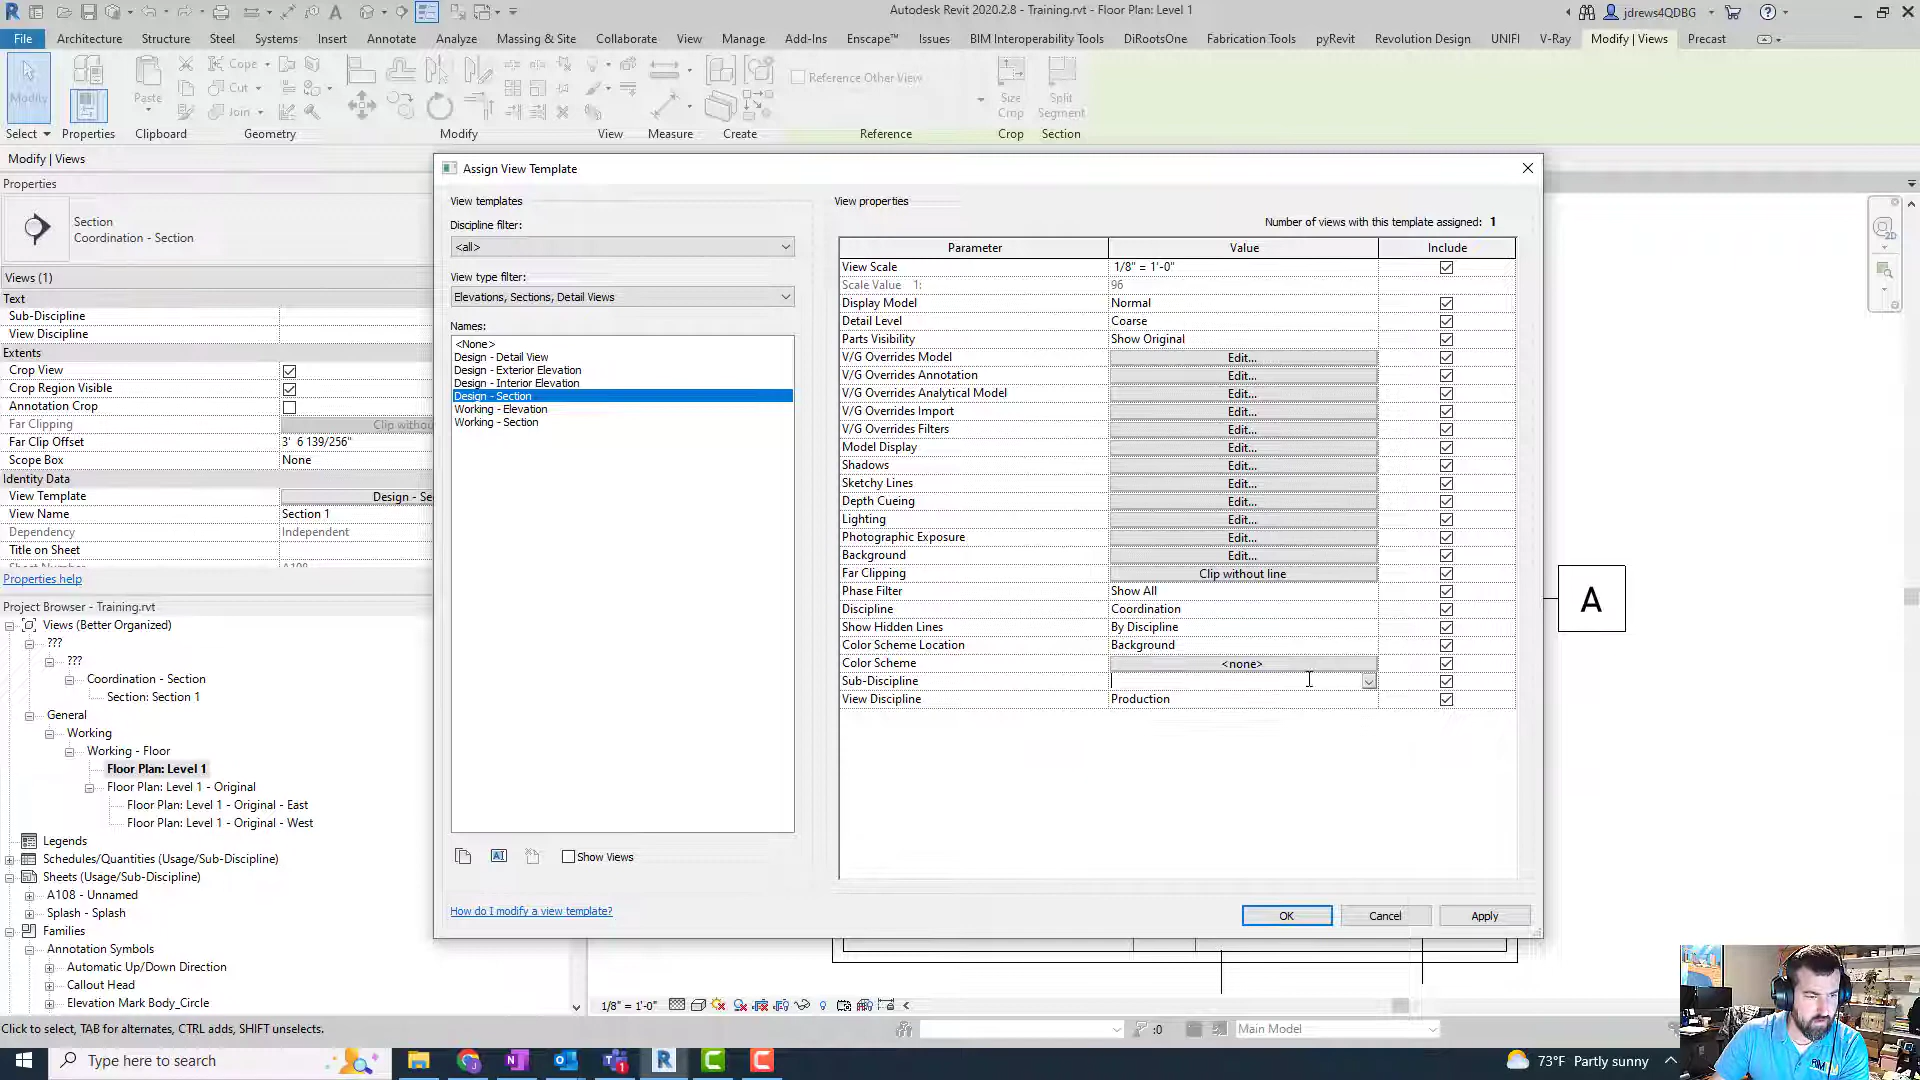 Autodesk Revit 2020.2.8 - Training.rvt - Floor Plan: Level 1
jdrews4QDBG
File Architecture Structure Steel Systems Insert Annotate Analyze Massing & Site Collaborate View Manage Add-Ins Enscape™ Issues BIM Interoperability Tools DiRootsOne Fabrication Tools pyRevit Revolution Design UNIFI V-Ray Modify | Views Precast
Modify Paste Cope Cut Join Reference Other View Size Crop Split Segment
Select Properties Clipboard Geometry Modify View Measure Create Reference Crop Section
Modify | Views
Properties
Section
Coordination - Section
Views (1)
Text
Sub-Discipline
View Discipline
Extents
Crop View
Crop Region Visible
Annotation Crop
Far Clipping Clip withou
Far Clip Offset 3' 6 139/256"
Scope Box None
Identity Data
View Template Design - Se
View Name Section 1
Dependency Independent
Title on Sheet
Sheet Number A108
Properties help
Project Browser - Training.rvt
Views (Better Organized)
???
???
Coordination - Section
Section: Section 1
General
Working
Working - Floor
Floor Plan: Level 1
Floor Plan: Level 1 - Original
Floor Plan: Level 1 - Original - East
Floor Plan: Level 1 - Original - West
Legends
Schedules/Quantities (Usage/Sub-Discipline)
Sheets (Usage/Sub-Discipline)
A108 - Unnamed
Splash - Splash
Families
Annotation Symbols
Automatic Up/Down Direction
Callout Head
Elevation Mark Body_Circle
Assign View Template
View templates
Discipline filter:
<all>
View type filter:
Elevations, Sections, Detail Views
Names:
<None>
Design - Detail View
Design - Exterior Elevation
Design - Interior Elevation
Design - Section
Working - Elevation
Working - Section
Show Views
How do I modify a view template?
View properties
Number of views with this template assigned: 1
Parameter Value Include
View Scale 1/8" = 1'-0"
Scale Value 1: 96
Display Model Normal
Detail Level Coarse
Parts Visibility Show Original
V/G Overrides Model Edit...
V/G Overrides Annotation Edit...
V/G Overrides Analytical Model Edit...
V/G Overrides Import Edit...
V/G Overrides Filters Edit...
Model Display Edit...
Shadows Edit...
Sketchy Lines Edit...
Depth Cueing Edit...
Lighting Edit...
Photographic Exposure Edit...
Background Edit...
Far Clipping Clip without line
Phase Filter Show All
Discipline Coordination
Show Hidden Lines By Discipline
Color Scheme Location Background
Color Scheme <none>
Sub-Discipline
View Discipline Production
OK Cancel Apply
A
2D
1/8" = 1'-0"
Click to select, TAB for alternates, CTRL adds, SHIFT unselects.
:0 Main Model
Type here to search
73°F Partly sunny